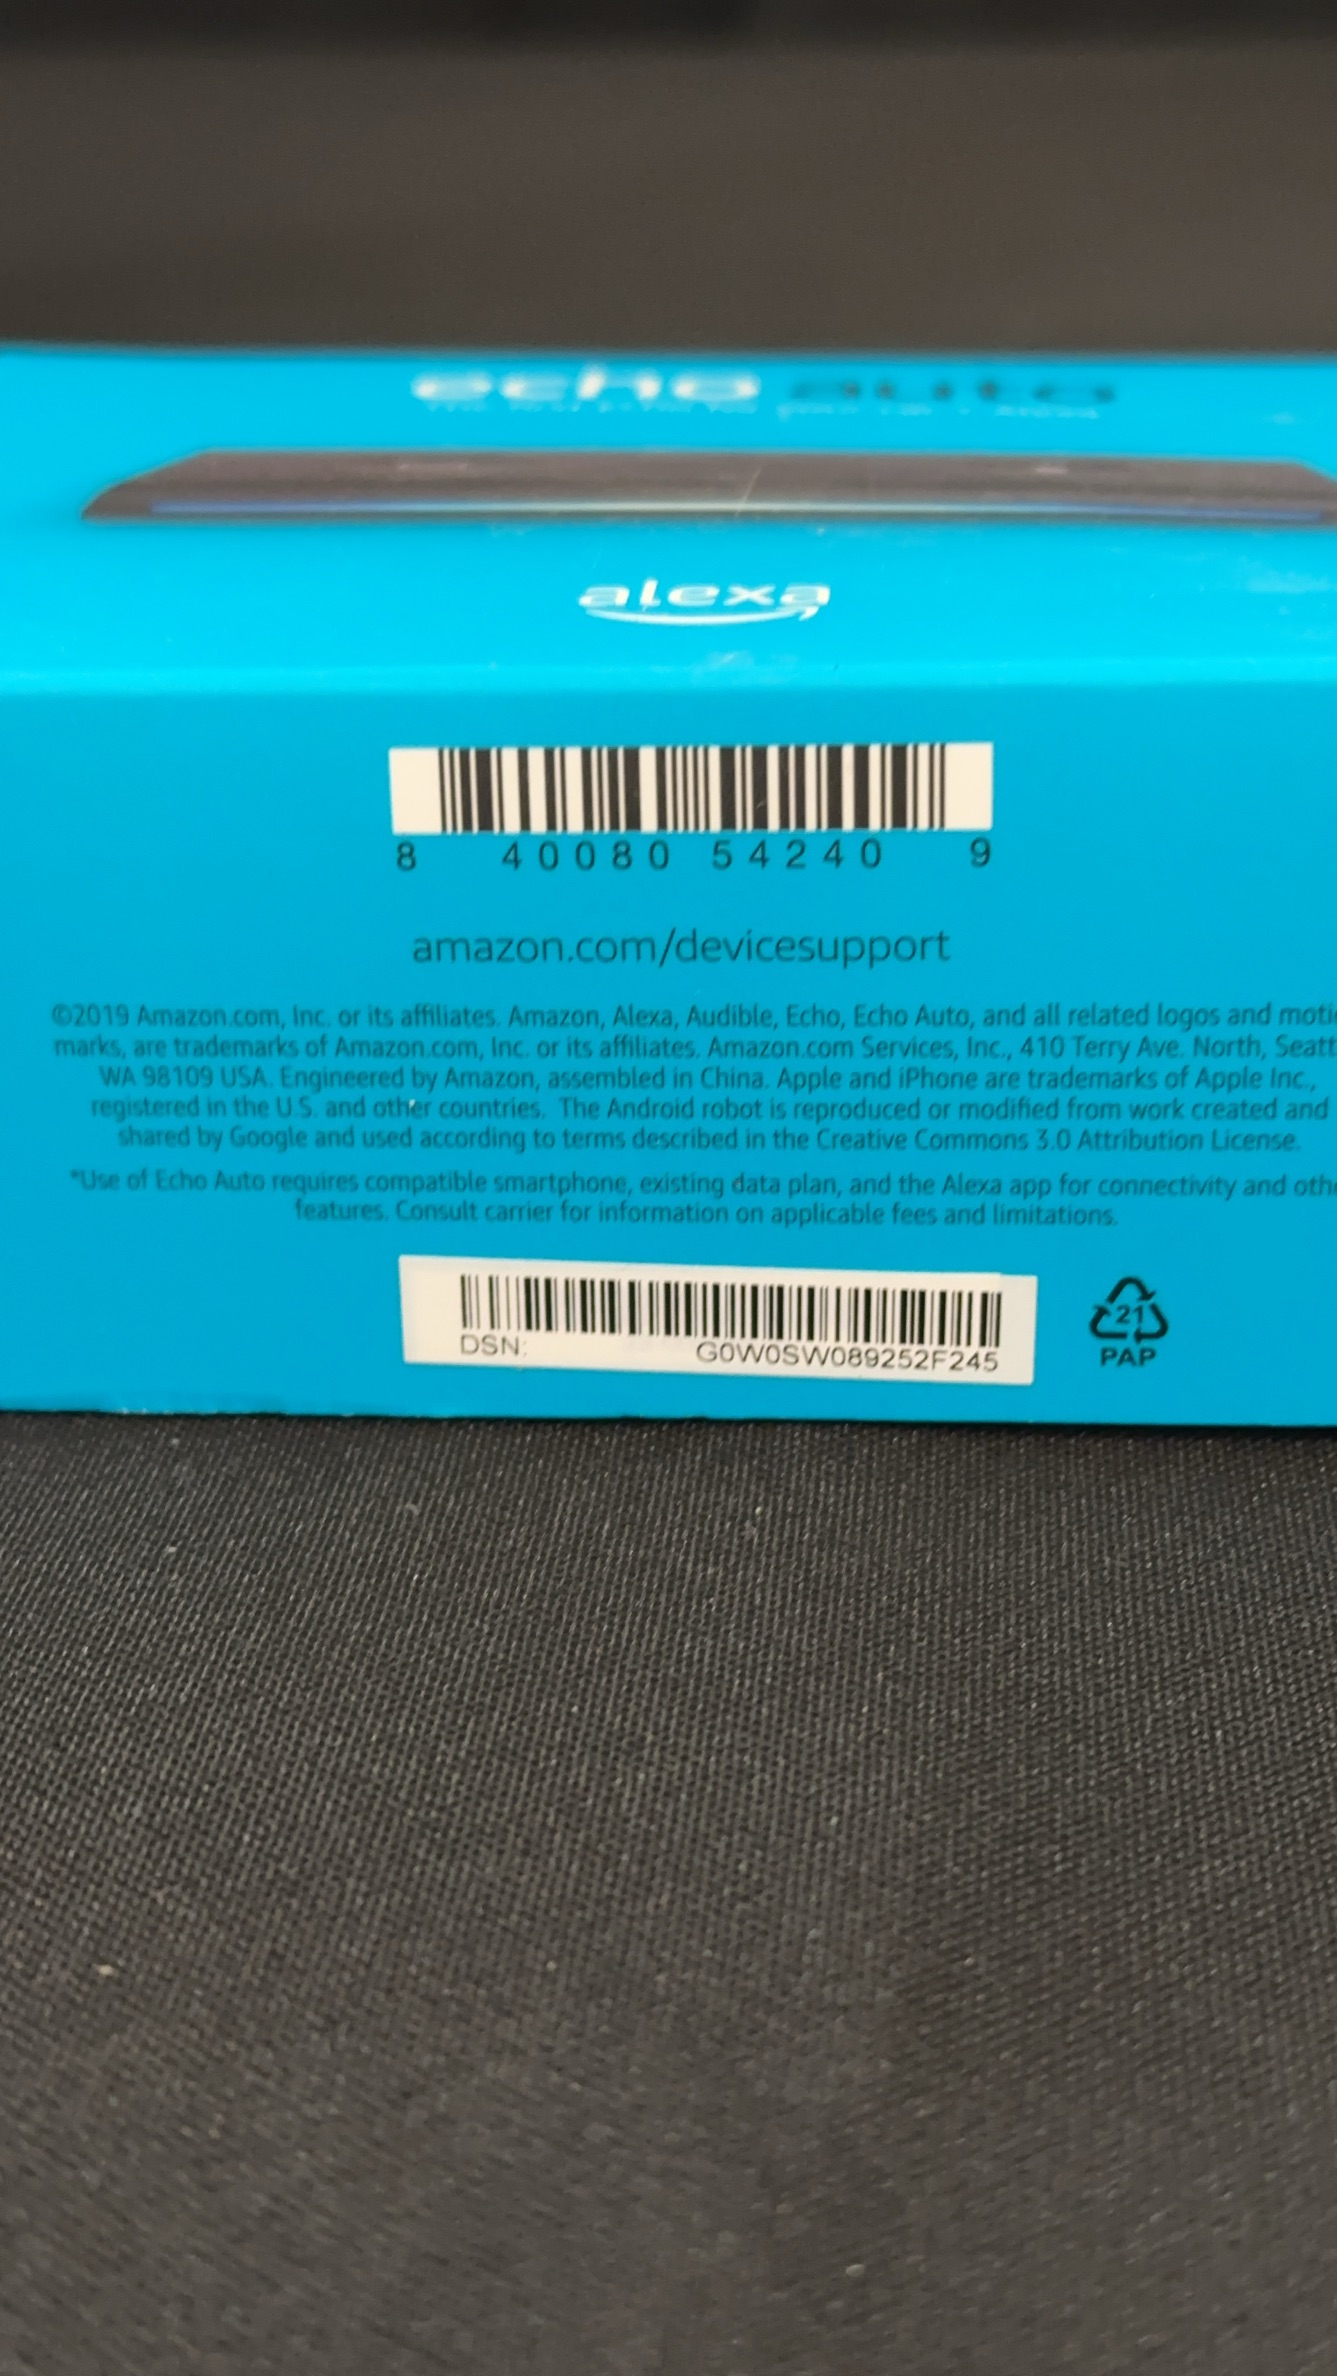 echo auto
alexa
8 40080 54240 9
amazon.com/devicesupport
©2019 Amazon.com, Inc. or its affiliates. Amazon, Alexa, Audible, Echo, Echo Auto, and all related logos and moti
marks, are trademarks of Amazon.com, Inc. or its affiliates. Amazon.com Services, Inc., 410 Terry Ave. North, Seatt
WA 98109 USA. Engineered by Amazon, assembled in China. Apple and iPhone are trademarks of Apple Inc.,
registered in the U.S. and other countries. The Android robot is reproduced or modified from work created and
shared by Google and used according to terms described in the Creative Commons 3.0 Attribution License.
*Use of Echo Auto requires compatible smartphone, existing data plan, and the Alexa app for connectivity and othe
features. Consult carrier for information on applicable fees and limitations.
DSN: G0W0SW089252F245
21
PAP